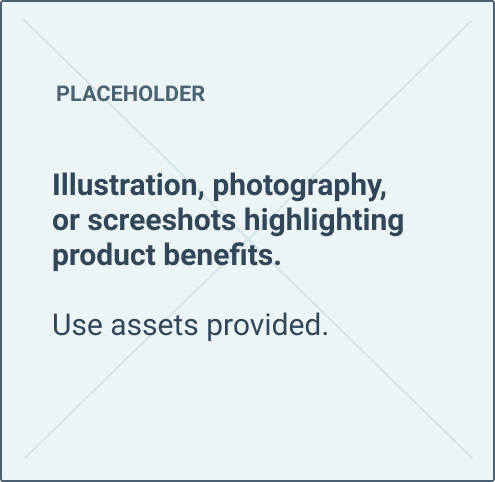 PLACEHOLDER
Illustration, photography,
or screeshots highlighting
product benefits.
Use assets provided.